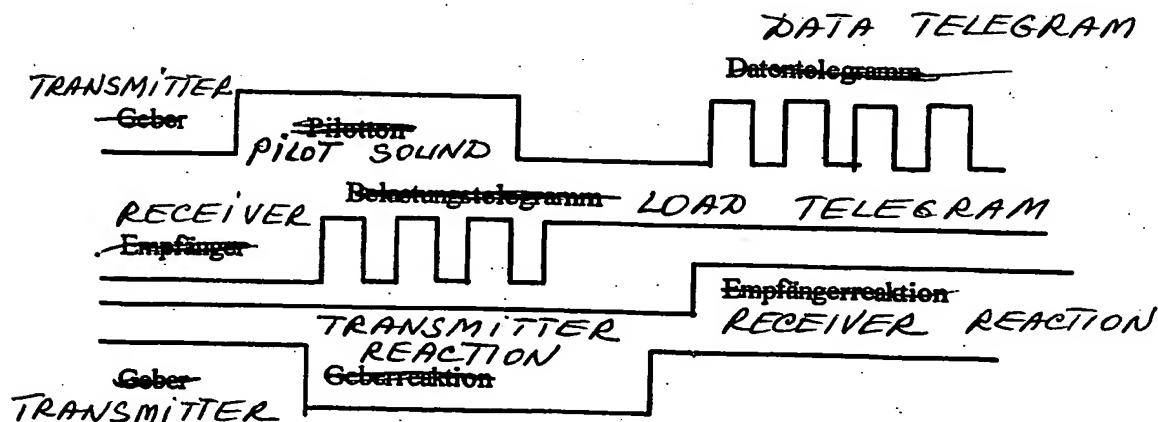 DATA TELEGRAM
Datentelegramm
TRANSMITTER
Geber
Pilotton
PILOT SOUND
Belastungstelegramm LOAD TELEGRAM
RECEIVER
Empfänger
Empfängerreaktion
TRANSMITTER RECEIVER REACTION
REACTION
Geber Geberreaktion
TRANSMITTER